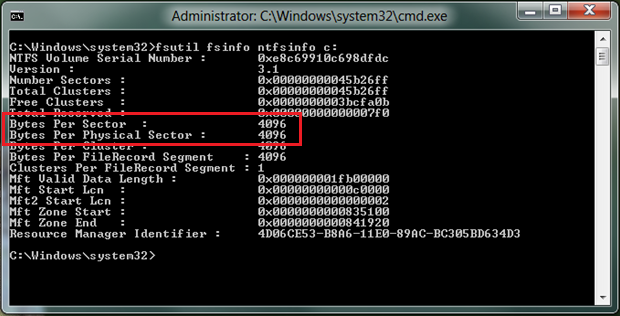 Administrator: C:\Windows\system32\cmd.exe
C:\Windows\system32>fsutil fsinfo ntfsinfo c:
NTFS Volume Serial Number : 0xe8c69910c698dfdc
Version : 3.1
Number Sectors : 0x00000000045b26ff
Total Clusters : 0x00000000045b26ff
Free Clusters : 0x0000000003bcfa0b
Total Reserved : 0x00000000000007f0
Bytes Per Sector : 4096
Bytes Per Physical Sector : 4096
Bytes Per Cluster : 4096
Bytes Per FileRecord Segment : 4096
Clusters Per FileRecord Segment : 1
Mft Valid Data Length : 0x000000001fb00000
Mft Start Lcn : 0x00000000000c0000
Mft2 Start Lcn : 0x0000000000000002
Mft Zone Start : 0x0000000000835100
Mft Zone End : 0x0000000000841920
Resource Manager Identifier : 4D06CE53-B8A6-11E0-89AC-BC305BD634D3
C:\Windows\system32>